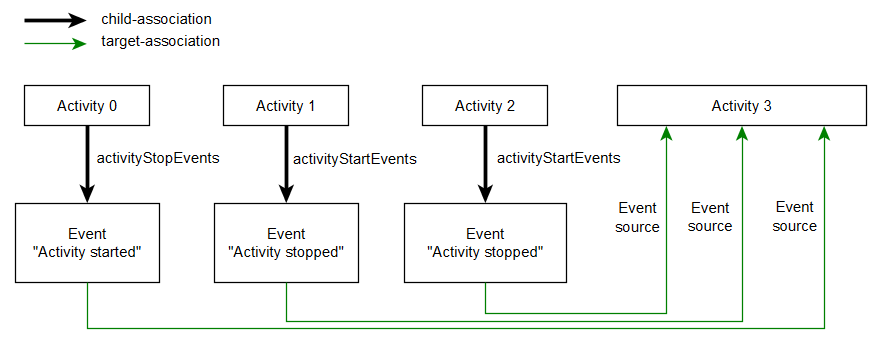 child-association
target-association
Activity 0
Activity 1
Activity 2
Activity 3
activityStopEvents
activityStartEvents
activityStartEvents
Event
"Activity started"
Event
"Activity stopped"
Event
"Activity stopped"
Event
source
Event
source
Event
source